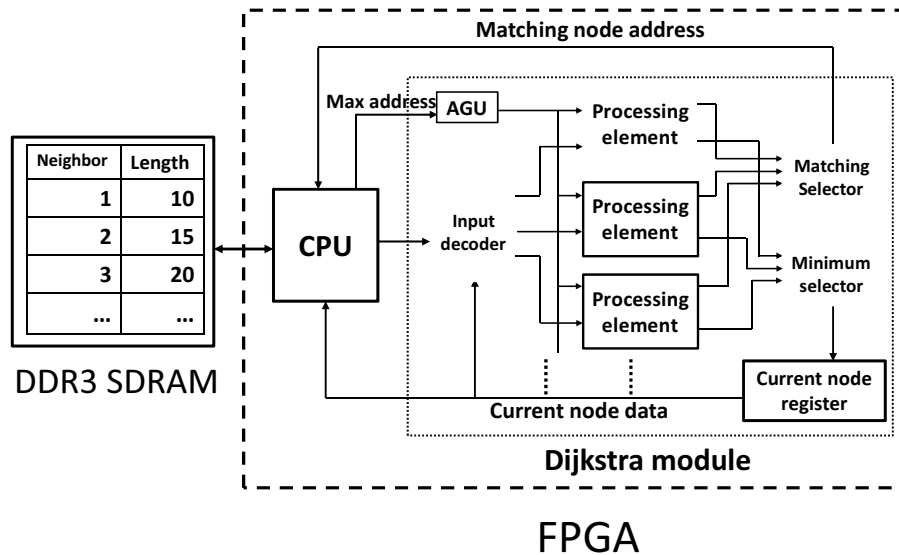 Matching node address
Max address
AGU
Processing
element
Matching
Selector
Neighbor Length
1 10
2 15
3 20
... ...
CPU
Input
decoder
Processing
element
Minimum
selector
Processing
element
DDR3 SDRAM
Current node
register
Current node data
Dijkstra module
FPGA